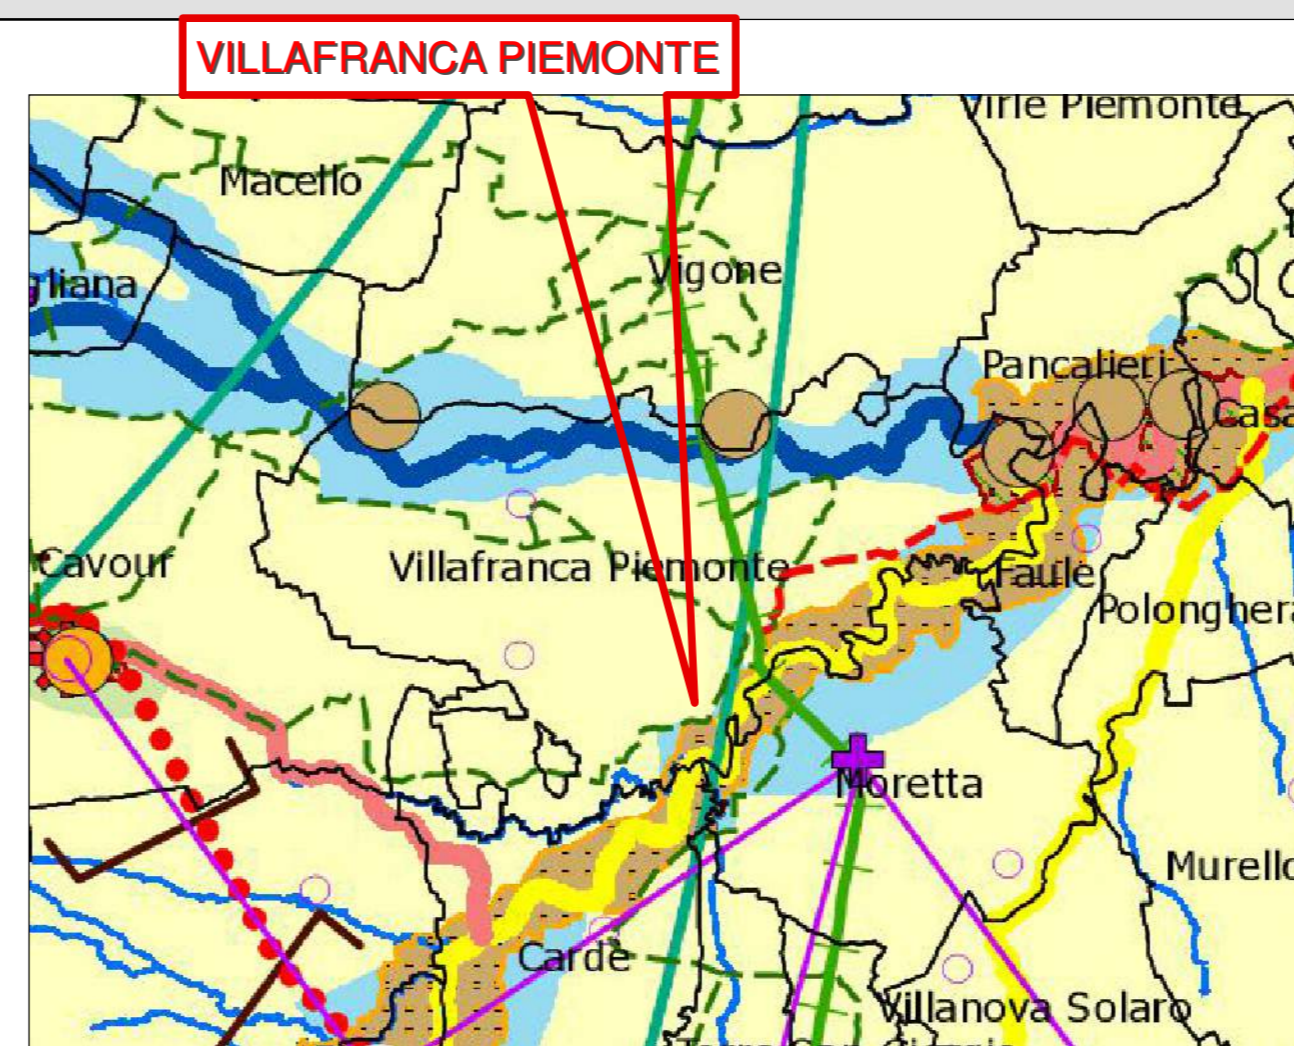 VILLAFRANCA PIEMONTE
Virle Piemonte
Macello
Vigone
gliana
Pancalieri
Casa
Cavour
Villafranca Piemonte
Faule
Polonghera
Moretta
Murello
Cardè
Villanova Solaro